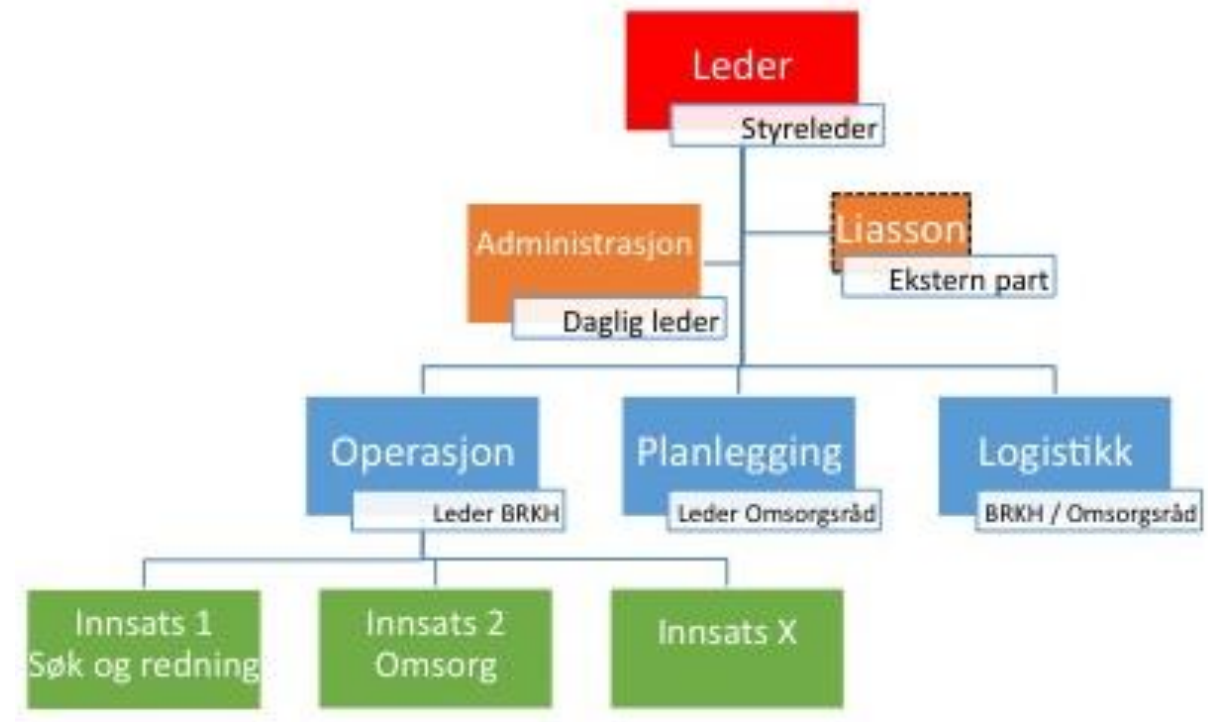 Leder
Styreleder
Administrasjon
Daglig leder
Liasson
Ekstern part
Operasjon
Leder BRKH
Planlegging
Leder Omsorgsråd
Logistikk
BRKH / Omsorgsråd
Innsats 1
Søk og redning
Innsats 2
Omsorg
Innsats X